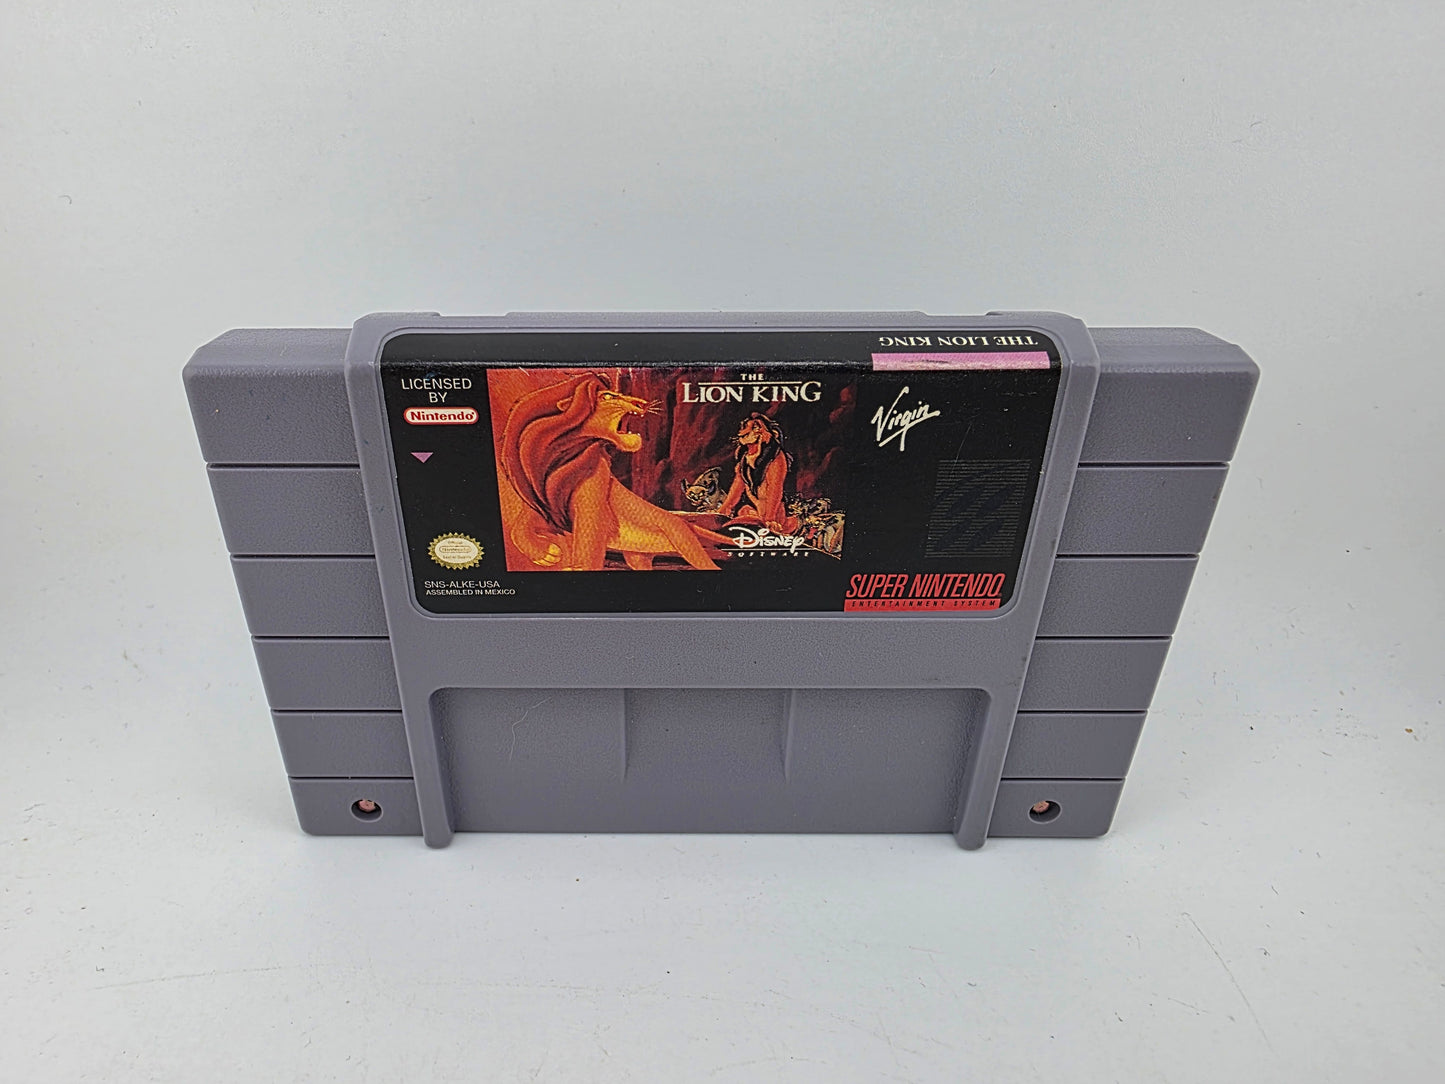 THE LION KING
LICENSED
BY
Nintendo
THE
LION KING
Virgin
Disney
SOFTWARE
Nintendo
SNS-ALKE-USA
ASSEMBLED IN MEXICO
SUPER NINTENDO
ENTERTAINMENT SYSTEM